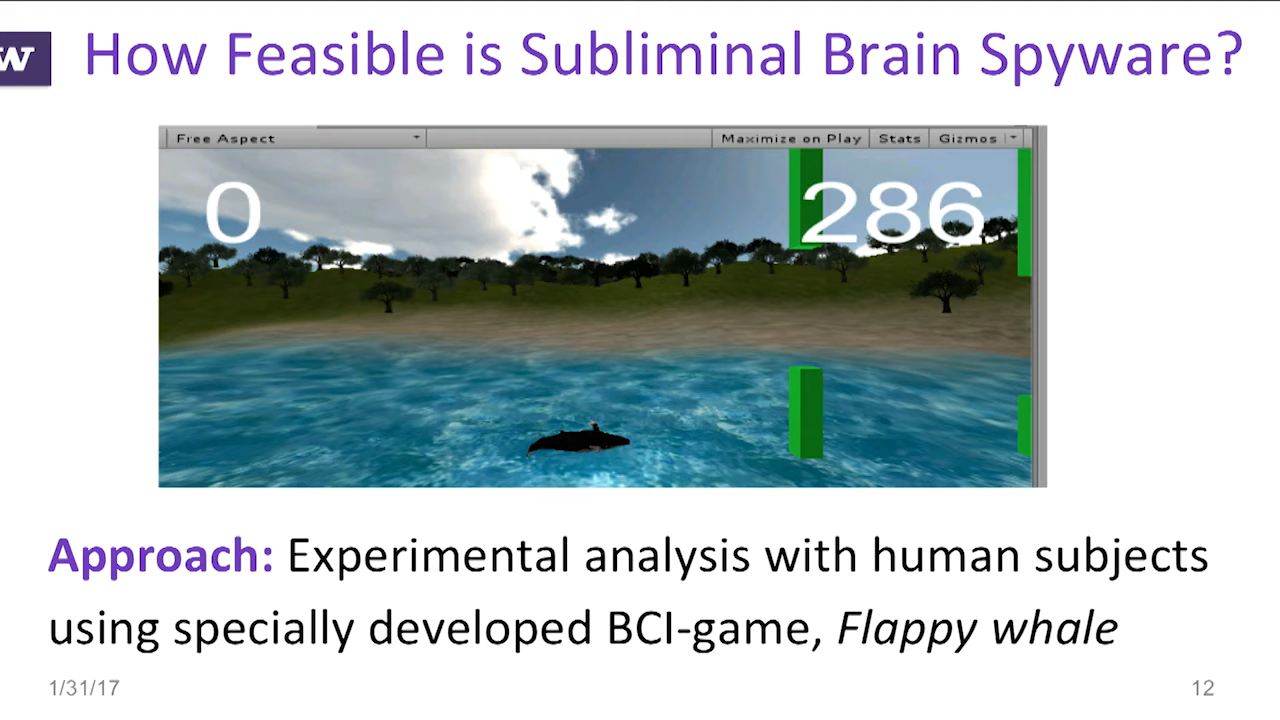 W
How Feasible is Subliminal Brain Spyware?
Free Aspect Maximize on Play Stats Gizmos
0 286
Approach: Experimental analysis with human subjects
using specially developed BCI-game, Flappy whale
1/31/17 12